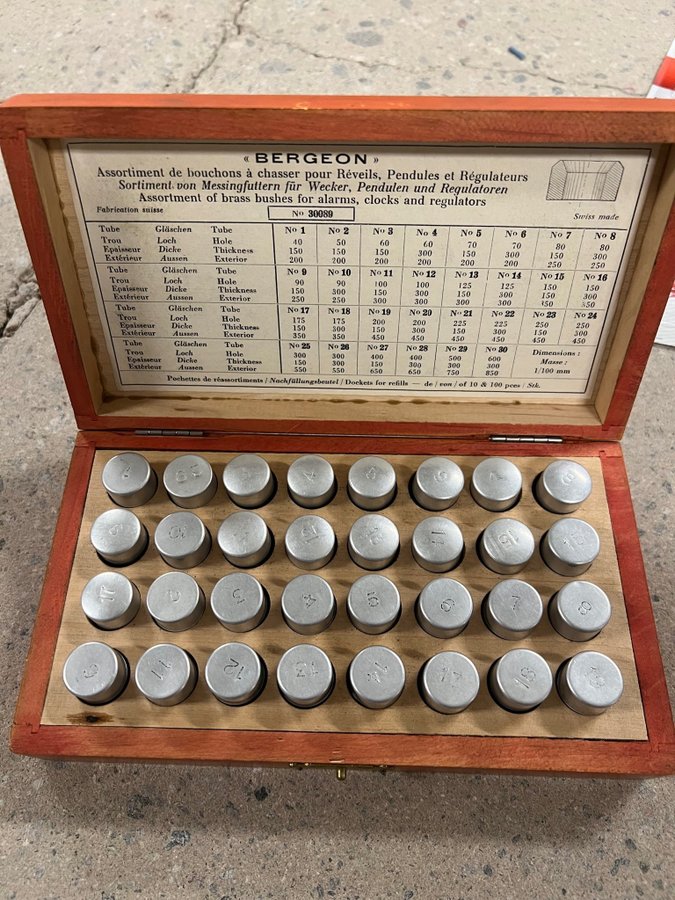 « BERGEON »
Assortiment de bouchons à chasser pour Réveils, Pendules et Régulateurs
Sortiment von Messingfuttern für Wecker, Pendulen und Regulatoren
Assortment of brass bushes for alarms, clocks and regulators
Fabrication suisse No 30089 Swiss made
Tube Gläschen Tube No 1 No 2 No 3 No 4 No 5 No 6 No 7 No 8
Trou Loch Hole 40 50 60 60 70 70 80 80
Epaisseur Dicke Thickness 150 150 150 300 150 300 150 300
Extérieur Aussen Exterior 200 200 200 200 200 200 250 250
Tube Gläschen Tube No 9 No 10 No 11 No 12 No 13 No 14 No 15 No 16
Trou Loch Hole 90 90 100 100 125 125 150 150
Epaisseur Dicke Thickness 150 300 150 300 150 300 150 300
Extérieur Aussen Exterior 250 250 300 300 300 300 350 350
Tube Gläschen Tube No 17 No 18 No 19 No 20 No 21 No 22 No 23 No 24
Trou Loch Hole 175 175 200 200 225 225 250 250
Epaisseur Dicke Thickness 150 300 150 300 150 300 150 300
Extérieur Aussen Exterior 350 350 450 450 450 450 450 450
Tube Gläschen Tube No 25 No 26 No 27 No 28 No 29 No 30 Dimensions :
Trou Loch Hole 300 300 400 400 500 600 Masse :
Epaisseur Dicke Thickness 150 300 150 300 300 300 1/100 mm
Extérieur Aussen Exterior 550 550 650 650 750 850
Pochettes de réassortiments / Nachfüllungsbeutel / Dockets for refills — de / von / of 10 & 100 pces / Stk.
4
17 5 6 7 8
11 12 13 14 15